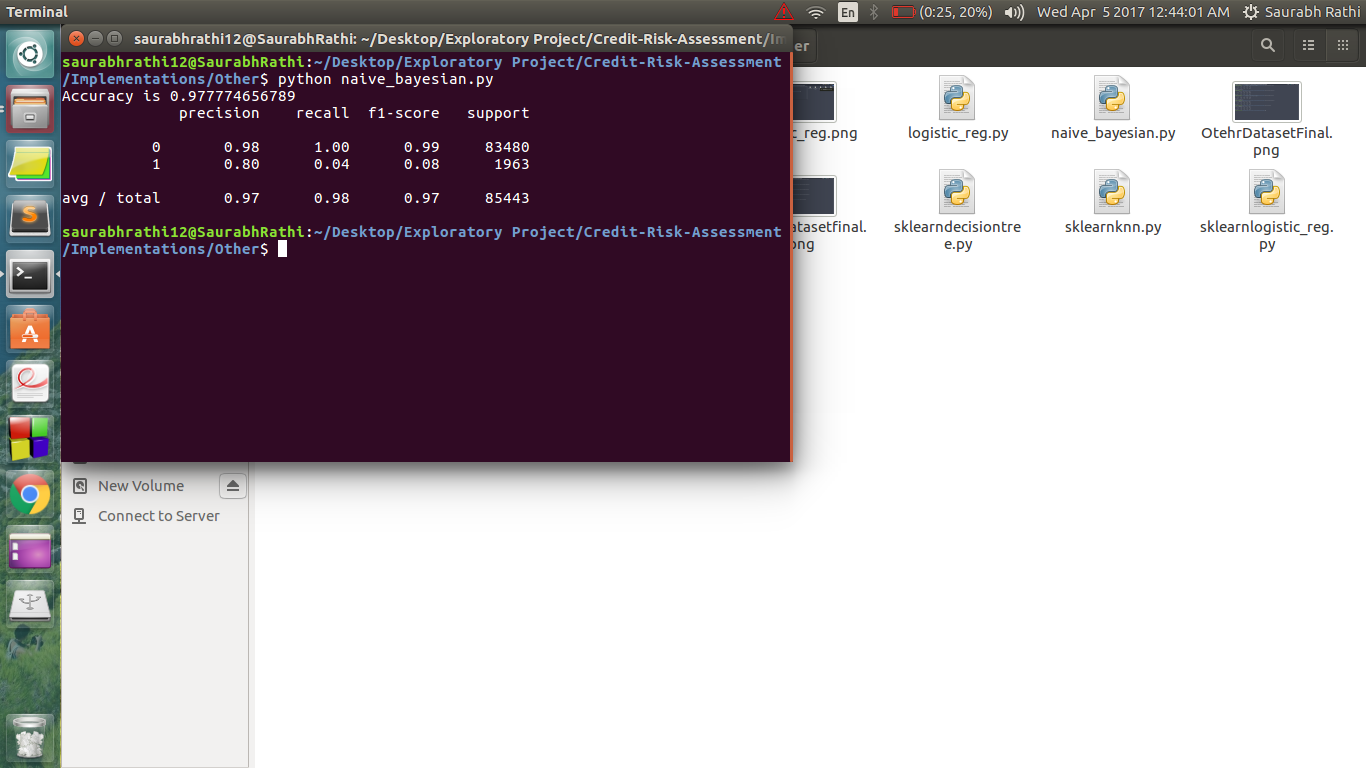 Terminal
En
(0:25, 20%)
Wed Apr 5 2017 12:44:01 AM
Saurabh Rathi
saurabhrathi12@SaurabhRathi: ~/Desktop/Exploratory Project/Credit-Risk-Assessment/Im
er
saurabhrathi12@SaurabhRathi:~/Desktop/Exploratory Project/Credit-Risk-Assessment
/Implementations/Other$ python naive_bayesian.py
Accuracy is 0.977774656789
precision recall f1-score support
0 0.98 1.00 0.99 83480
1 0.80 0.04 0.08 1963
avg / total 0.97 0.98 0.97 85443
saurabhrathi12@SaurabhRathi:~/Desktop/Exploratory Project/Credit-Risk-Assessment
/Implementations/Other$
c_reg.png
logistic_reg.py
naive_bayesian.py
OtehrDatasetFinal.
png
atasetfinal.
png
sklearndecisiontre
e.py
sklearnknn.py
sklearnlogistic_reg.
py
New Volume
Connect to Server